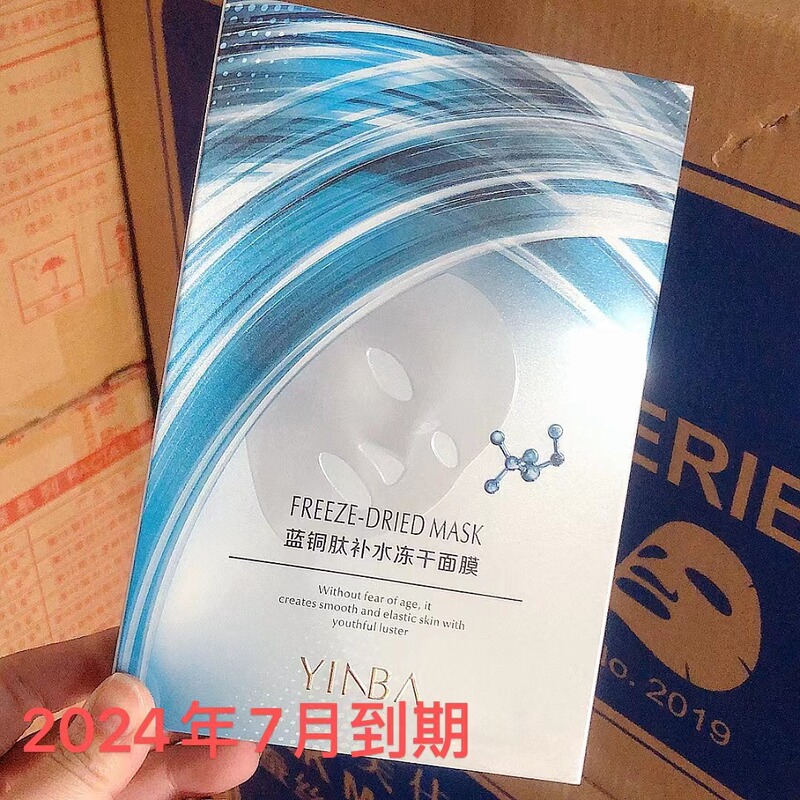 FREEZE-DRIED MASK
蓝铜肽补水冻干面膜
Without fear of age, it
creates smooth and elastic skin with
youthful luster
YINBA
2024年7月到期
ERIE
No. 2019